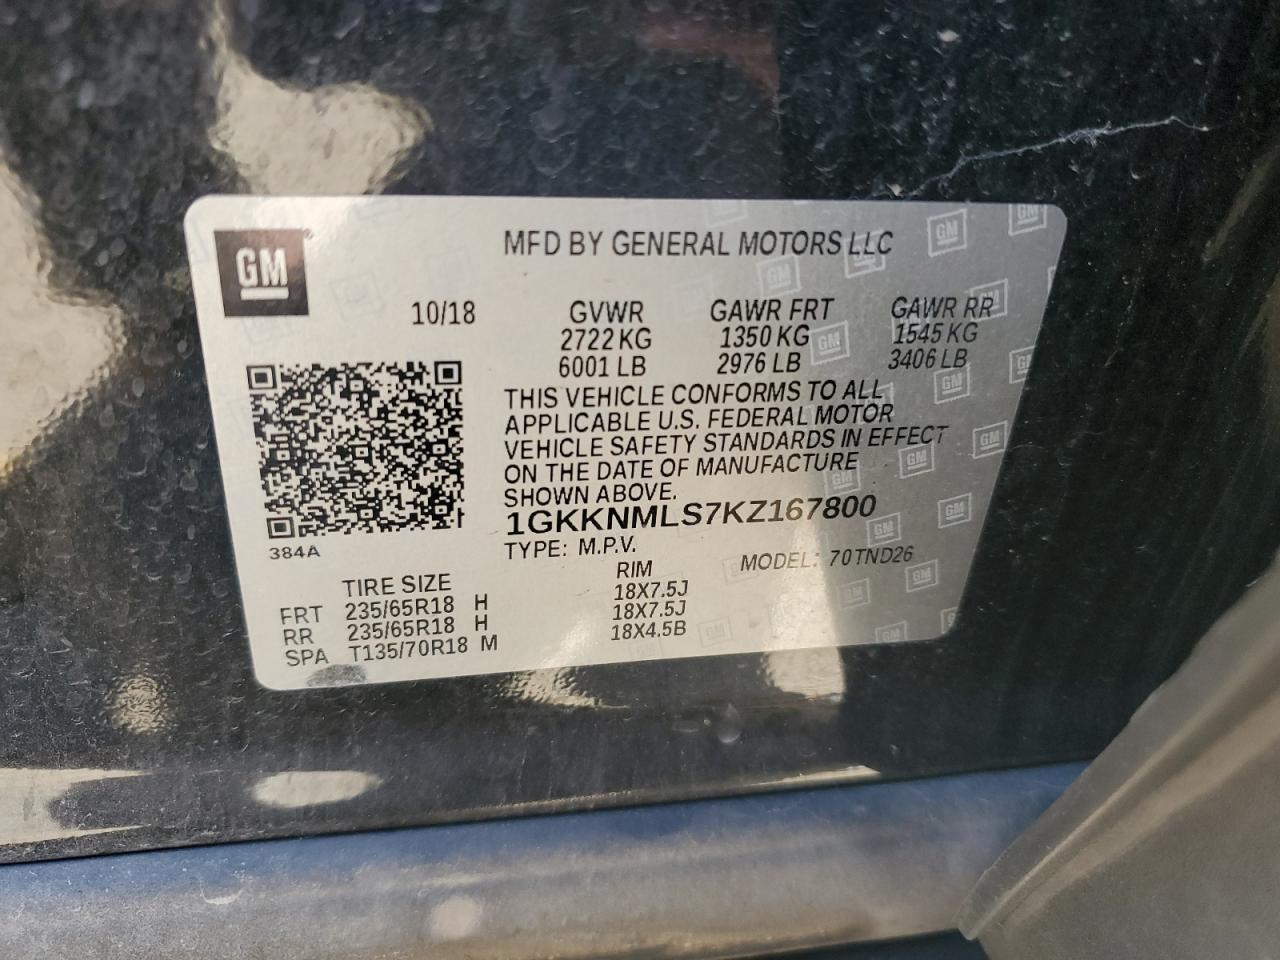 GM
MFD BY GENERAL MOTORS LLC
10/18 GVWR GAWR FRT GAWR RR
2722 KG 1350 KG 1545 KG
6001 LB 2976 LB 3406 LB
THIS VEHICLE CONFORMS TO ALL
APPLICABLE U.S. FEDERAL MOTOR
VEHICLE SAFETY STANDARDS IN EFFECT
ON THE DATE OF MANUFACTURE
SHOWN ABOVE.
1GKKNMLS7KZ167800
384A
TYPE: M.P.V. MODEL: 70TND26
TIRE SIZE RIM
FRT 235/65R18 H 18X7.5J
RR 235/65R18 H 18X7.5J
SPA T135/70R18 M 18X4.5B